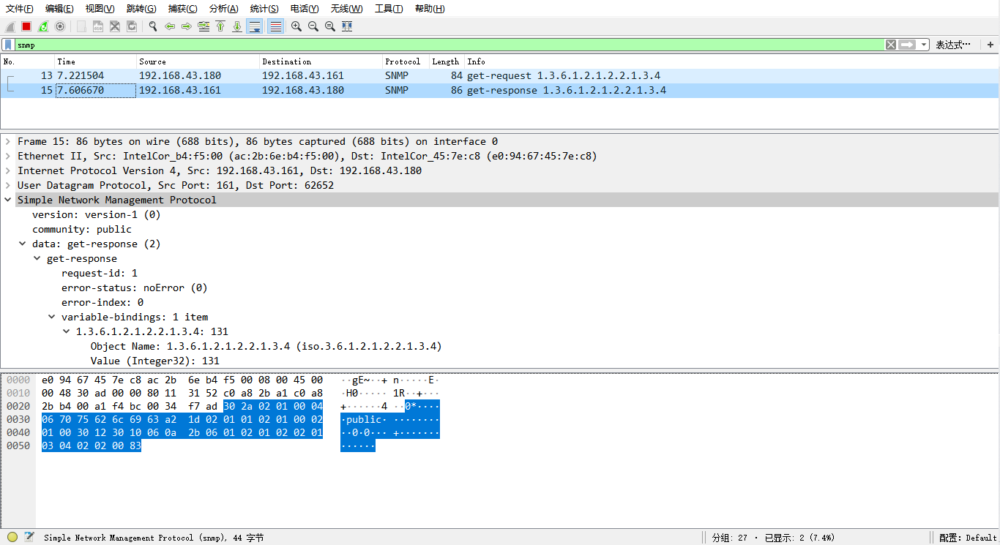 文件(F) 编辑(E) 视图(V) 跳转(G) 捕获(C) 分析(A) 统计(S) 电话(Y) 无线(W) 工具(T) 帮助(H)
snmp 表达式… +
No. Time Source Destination Protocol Length Info
13 7.221504 192.168.43.180 192.168.43.161 SNMP 84 get-request 1.3.6.1.2.1.2.2.1.3.4
15 7.606670 192.168.43.161 192.168.43.180 SNMP 86 get-response 1.3.6.1.2.1.2.2.1.3.4
Frame 15: 86 bytes on wire (688 bits), 86 bytes captured (688 bits) on interface 0
Ethernet II, Src: IntelCor_b4:f5:00 (ac:2b:6e:b4:f5:00), Dst: IntelCor_45:7e:c8 (e0:94:67:45:7e:c8)
Internet Protocol Version 4, Src: 192.168.43.161, Dst: 192.168.43.180
User Datagram Protocol, Src Port: 161, Dst Port: 62652
Simple Network Management Protocol
version: version-1 (0)
community: public
data: get-response (2)
get-response
request-id: 1
error-status: noError (0)
error-index: 0
variable-bindings: 1 item
1.3.6.1.2.1.2.2.1.3.4: 131
Object Name: 1.3.6.1.2.1.2.2.1.3.4 (iso.3.6.1.2.1.2.2.1.3.4)
Value (Integer32): 131
0000 e0 94 67 45 7e c8 ac 2b 6e b4 f5 00 08 00 45 00 ··gE~··+ n·····E·
0010 00 48 30 ad 00 00 80 11 31 52 c0 a8 2b a1 c0 a8 ·H0····· 1R··+···
0020 2b b4 00 a1 f4 bc 00 34 f7 ad 30 2a 02 01 00 04 +······4 ··0*····
0030 06 70 75 62 6c 69 63 a2 1d 02 01 01 02 01 00 02 ·public· ········
0040 01 00 30 12 30 10 06 0a 2b 06 01 02 01 02 02 01 ··0·0··· +·······
0050 03 04 02 02 00 83 ······
Simple Network Management Protocol (snmp), 44 字节 分组: 27 · 已显示: 2 (7.4%) 配置: Default